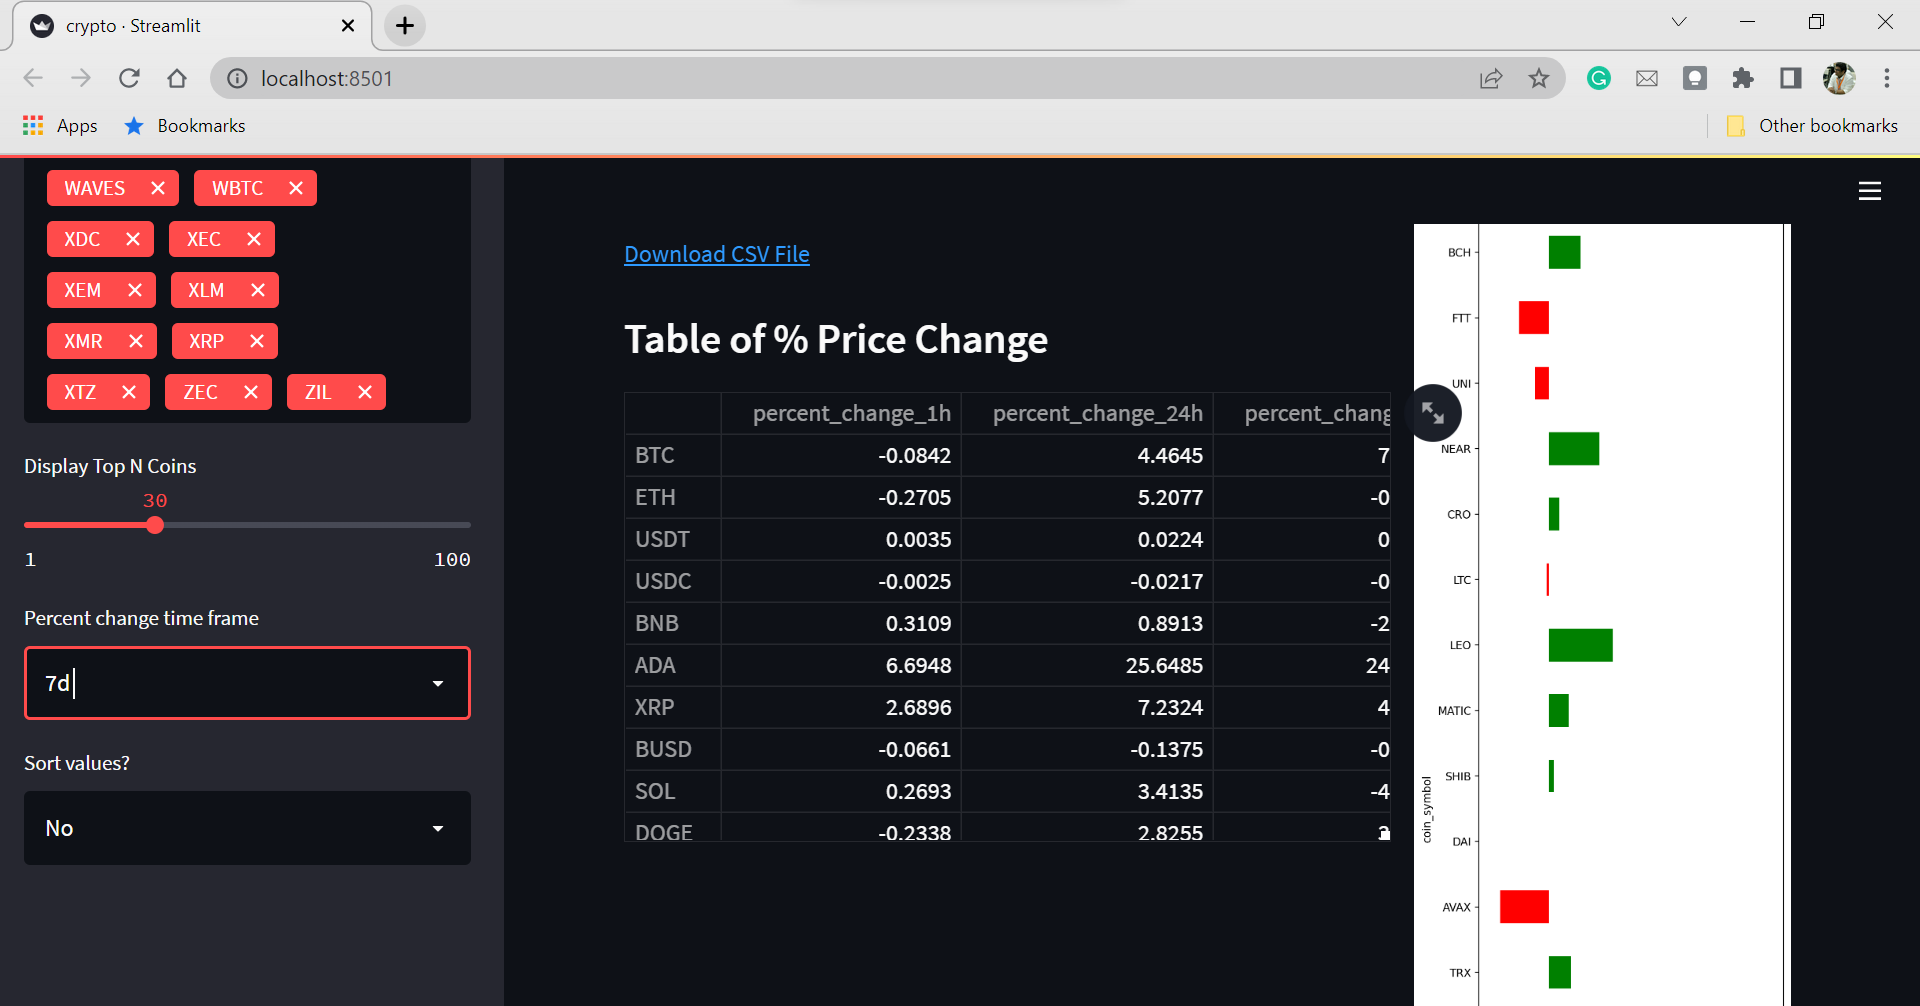 crypto · Streamlit
localhost:8501
Apps
Bookmarks
Other bookmarks
WAVES
WBTC
XDC
XEC
XEM
XLM
XMR
XRP
XTZ
ZEC
ZIL
Display Top N Coins
30
1
100
Percent change time frame
7d
Sort values?
No
Download CSV File
Table of % Price Change
percent_change_1h percent_change_24h percent_chang
BTC -0.0842 4.4645 7
ETH -0.2705 5.2077 -0
USDT 0.0035 0.0224 0
USDC -0.0025 -0.0217 -0
BNB 0.3109 0.8913 -2
ADA 6.6948 25.6485 24
XRP 2.6896 7.2324 4
BUSD -0.0661 -0.1375 -0
SOL 0.2693 3.4135 -4
DOGE -0.2338 2.8255
BCH
FTT
UNI
NEAR
CRO
LTC
LEO
MATIC
SHIB
DAI
AVAX
TRX
coin_symbol